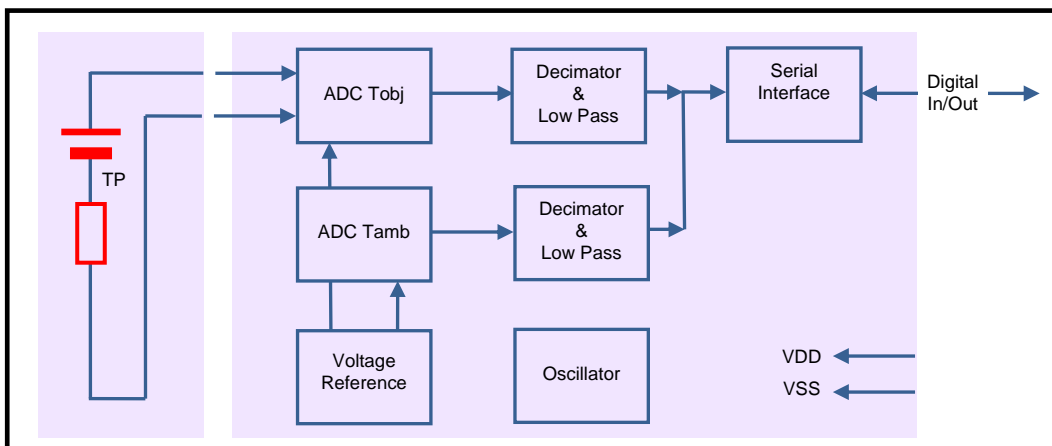 ADC Tobj
Decimator
&
Low Pass
Serial
Interface
Digital
In/Out
TP
ADC Tamb
Decimator
&
Low Pass
Voltage
Reference
Oscillator
VDD
VSS